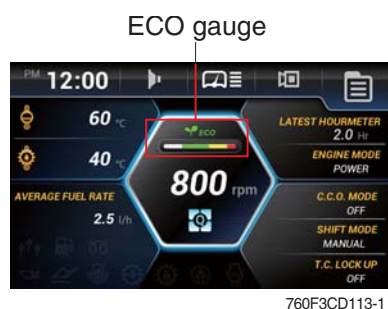 ECO gauge
PM 12:00
60 °C
40 °C
AVERAGE FUEL RATE
2.5 l/h
ECO
800 rpm
LATEST HOURMETER
2.0 Hr
ENGINE MODE
POWER
C.C.O. MODE
OFF
SHIFT MODE
MANUAL
T.C. LOCK UP
OFF
760F3CD113-1